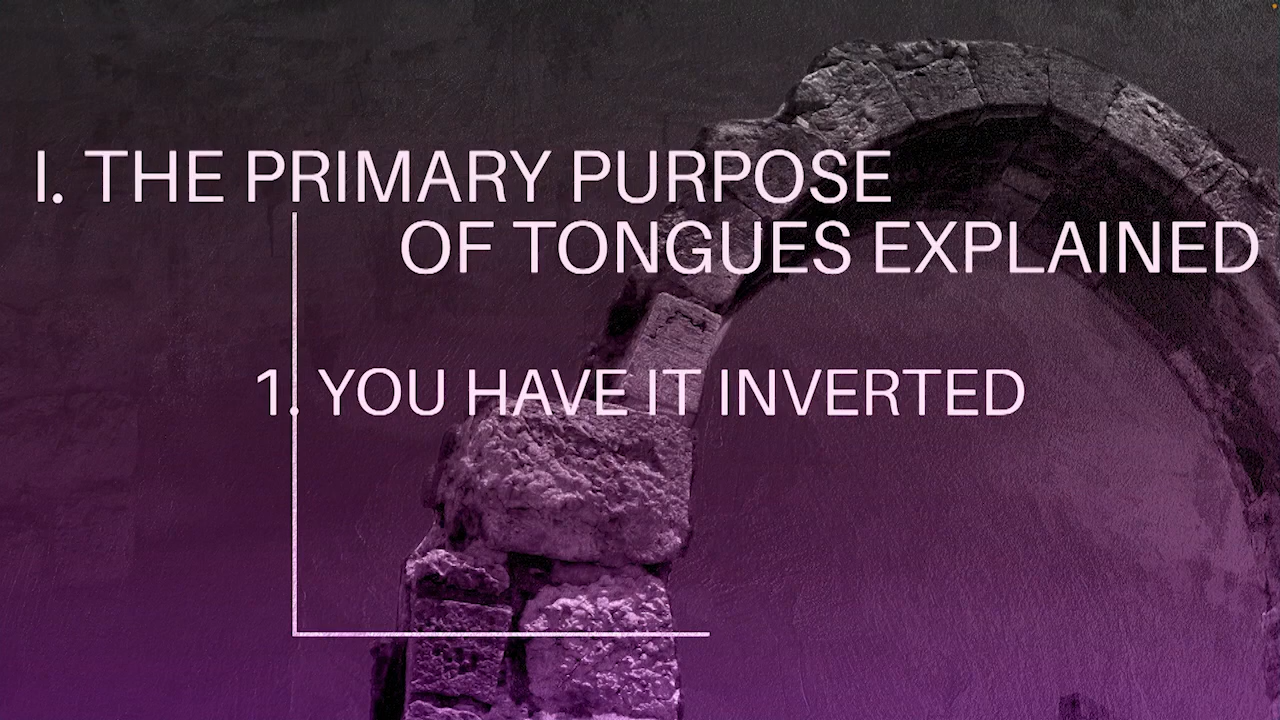 I. THE PRIMARY PURPOSE
OF TONGUES EXPLAINED
1. YOU HAVE IT INVERTED